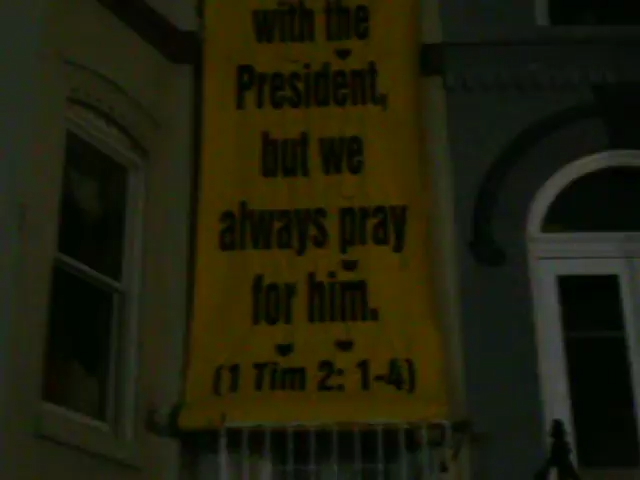 with the
President,
but we
always pray
for him.
(1 Tim 2: 1-4)